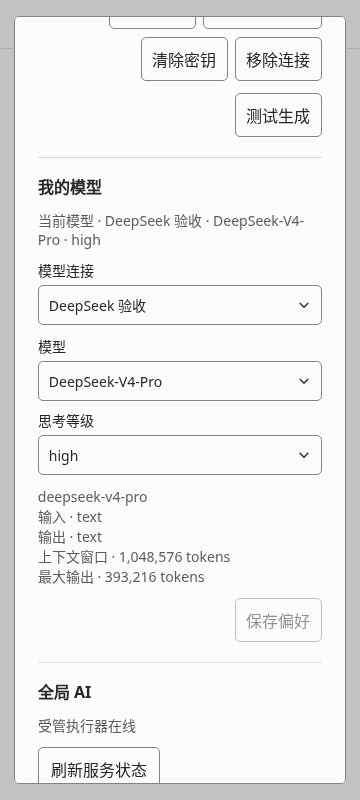 清除密钥 移除连接
测试生成
我的模型
当前模型 · DeepSeek 验收 · DeepSeek-V4-
Pro · high
模型连接
DeepSeek 验收
模型
DeepSeek-V4-Pro
思考等级
high
deepseek-v4-pro
输入 · text
输出 · text
上下文窗口 · 1,048,576 tokens
最大输出 · 393,216 tokens
保存偏好
全局 AI
受管执行器在线
刷新服务状态